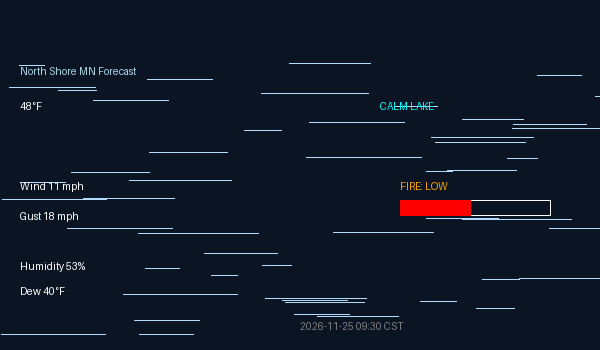 North Shore MN Forecast
48°F
CALM LAKE
Wind 11 mph
FIRE: LOW
Gust 18 mph
Humidity 53%
Dew 40°F
2026-11-25 09:30 CST